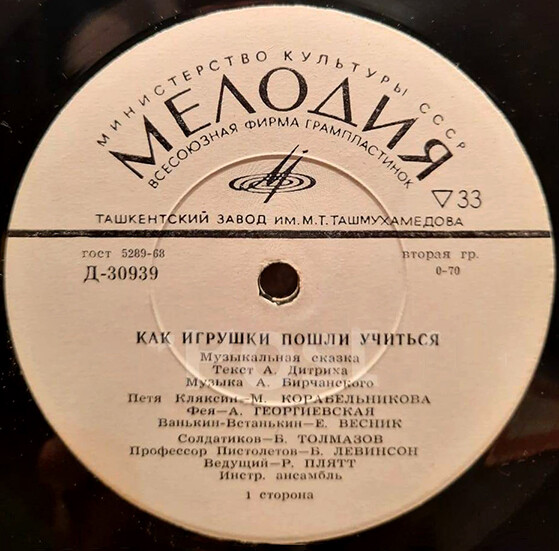 МИНИСТЕРСТВО КУЛЬТУРЫ СССР
МЕЛОДИЯ
ВСЕСОЮЗНАЯ ФИРМА ГРАМПЛАСТИНОК
▽33
ТАШКЕНТСКИЙ ЗАВОД ИМ. М. Т. ТАШМУХАМЕДОВА
гост 5289-68
вторая гр.
Д-30939
0-70
КАК ИГРУШКИ ПОШЛИ УЧИТЬСЯ
Музыкальная сказка
Текст А. Дитриха
Музыка А. Бирчанского
Петя Кляксин—М. КОРАБЕЛЬНИКОВА
Фея—А. ГЕОРГИЕВСКАЯ
Ванькин-Встанькин—Е. ВЕСНИК
Солдатиков—Б. ТОЛМАЗОВ
Профессор Пистолетов—Б. ЛЕВИНСОН
Ведущий—Р. ПЛЯТТ
Инстр. ансамбль
1 сторона